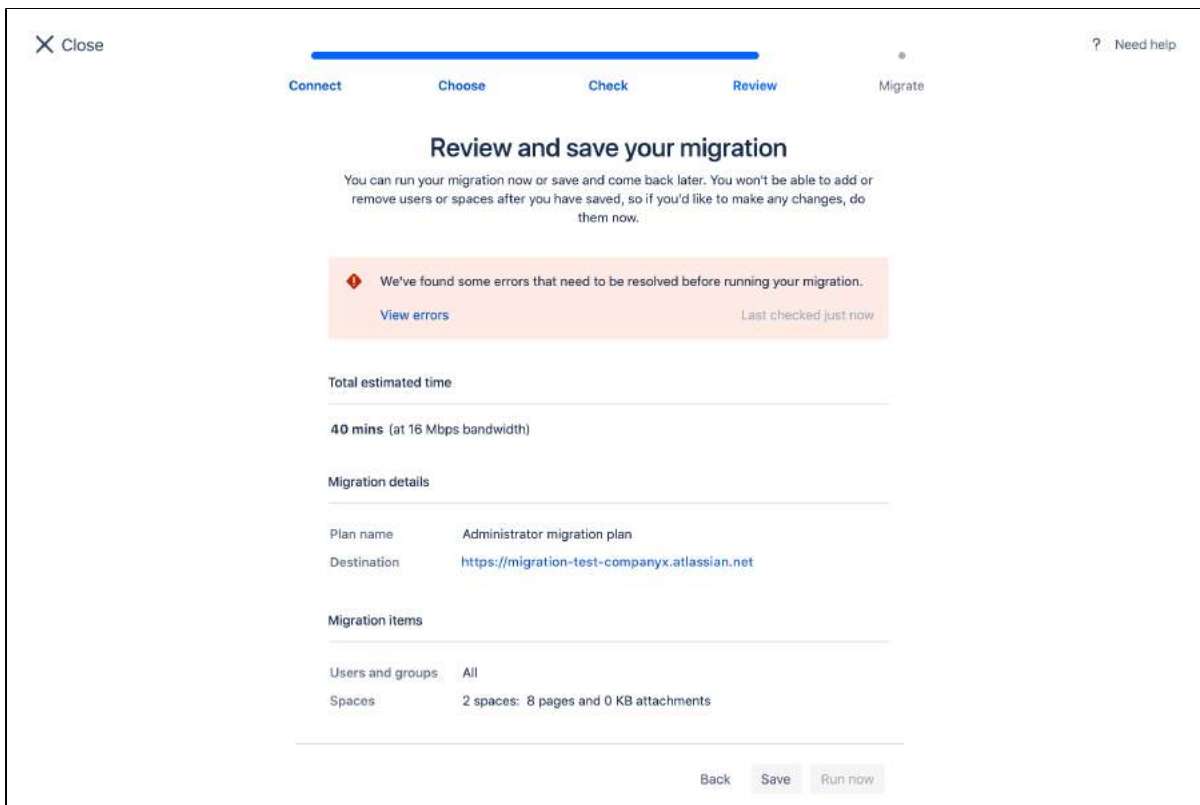 Close
? Need help
Connect
Choose
Check
Review
Migrate
Review and save your migration
You can run your migration now or save and come back later. You won't be able to add or
remove users or spaces after you have saved, so if you'd like to make any changes, do
them now.
We've found some errors that need to be resolved before running your migration.
View errors
Last checked just now
Total estimated time
40 mins (at 16 Mbps bandwidth)
Migration details
Plan name Administrator migration plan
Destination https://migration-test-companyx.atlassian.net
Migration items
Users and groups All
Spaces 2 spaces: 8 pages and 0 KB attachments
Back
Save
Run now